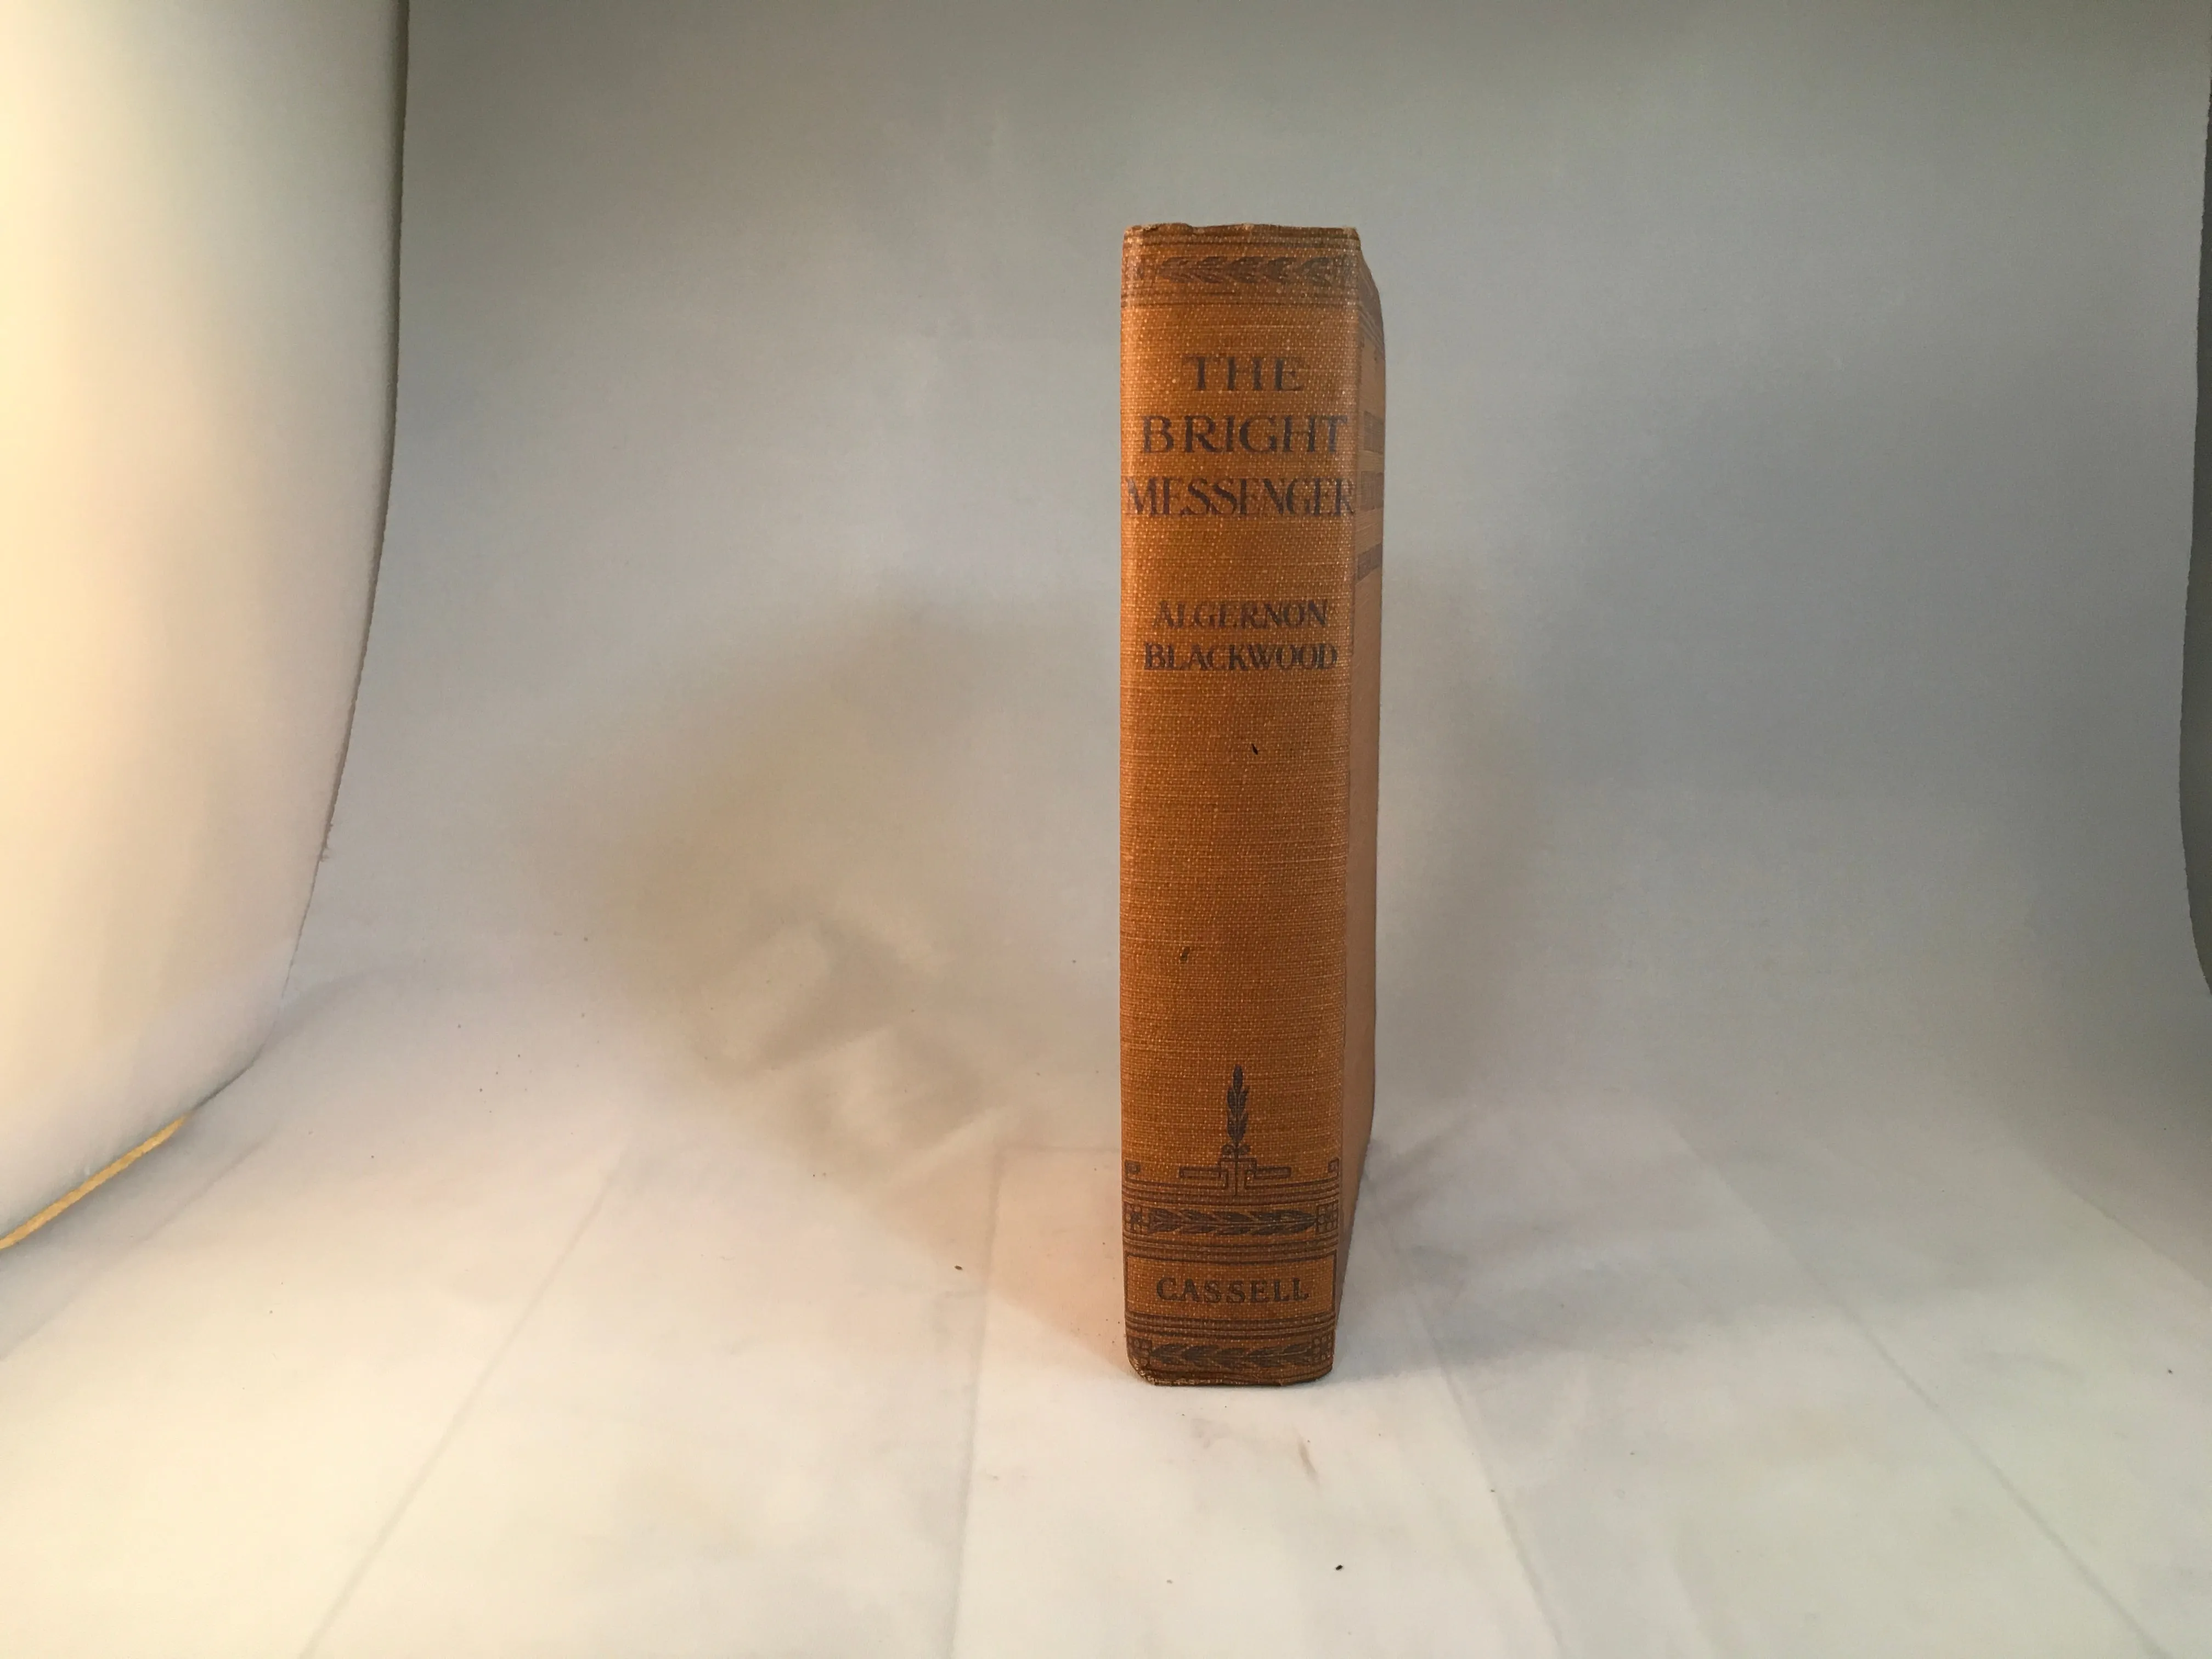 THE
BRIGHT
MESSENGER
ALGERNON
BLACKWOOD
CASSELL